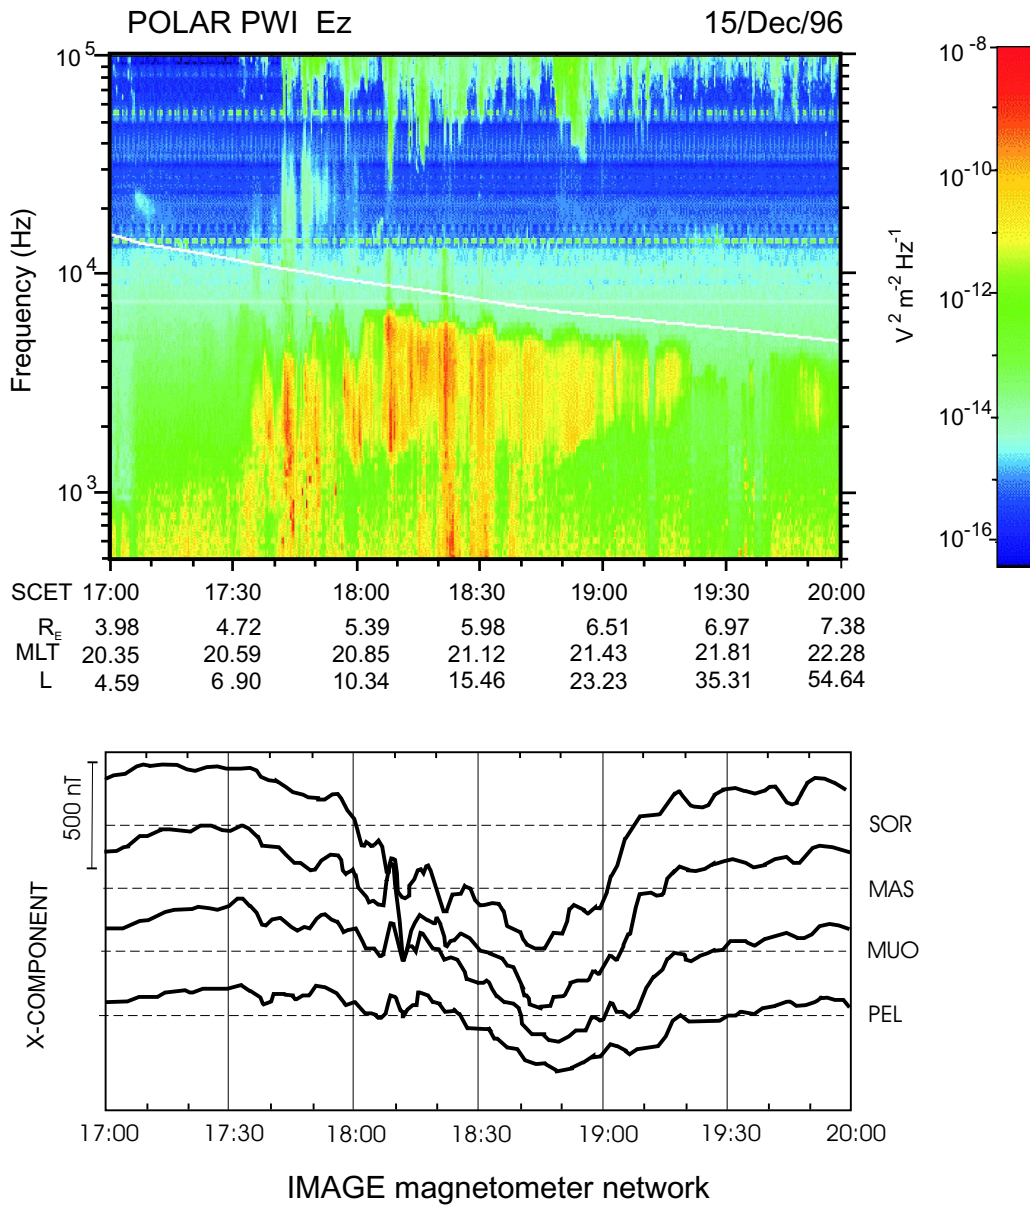 POLAR PWI Ez 15/Dec/96
10^5
10^4
10^3
Frequency (Hz)
10^-8
10^-10
10^-12
10^-14
10^-16
V^2 m^-2 Hz^-1
SCET 17:00 17:30 18:00 18:30 19:00 19:30 20:00
R_E 3.98 4.72 5.39 5.98 6.51 6.97 7.38
MLT 20.35 20.59 20.85 21.12 21.43 21.81 22.28
L 4.59 6.90 10.34 15.46 23.23 35.31 54.64
500 nT
X-COMPONENT
SOR
MAS
MUO
PEL
17:00 17:30 18:00 18:30 19:00 19:30 20:00
IMAGE magnetometer network